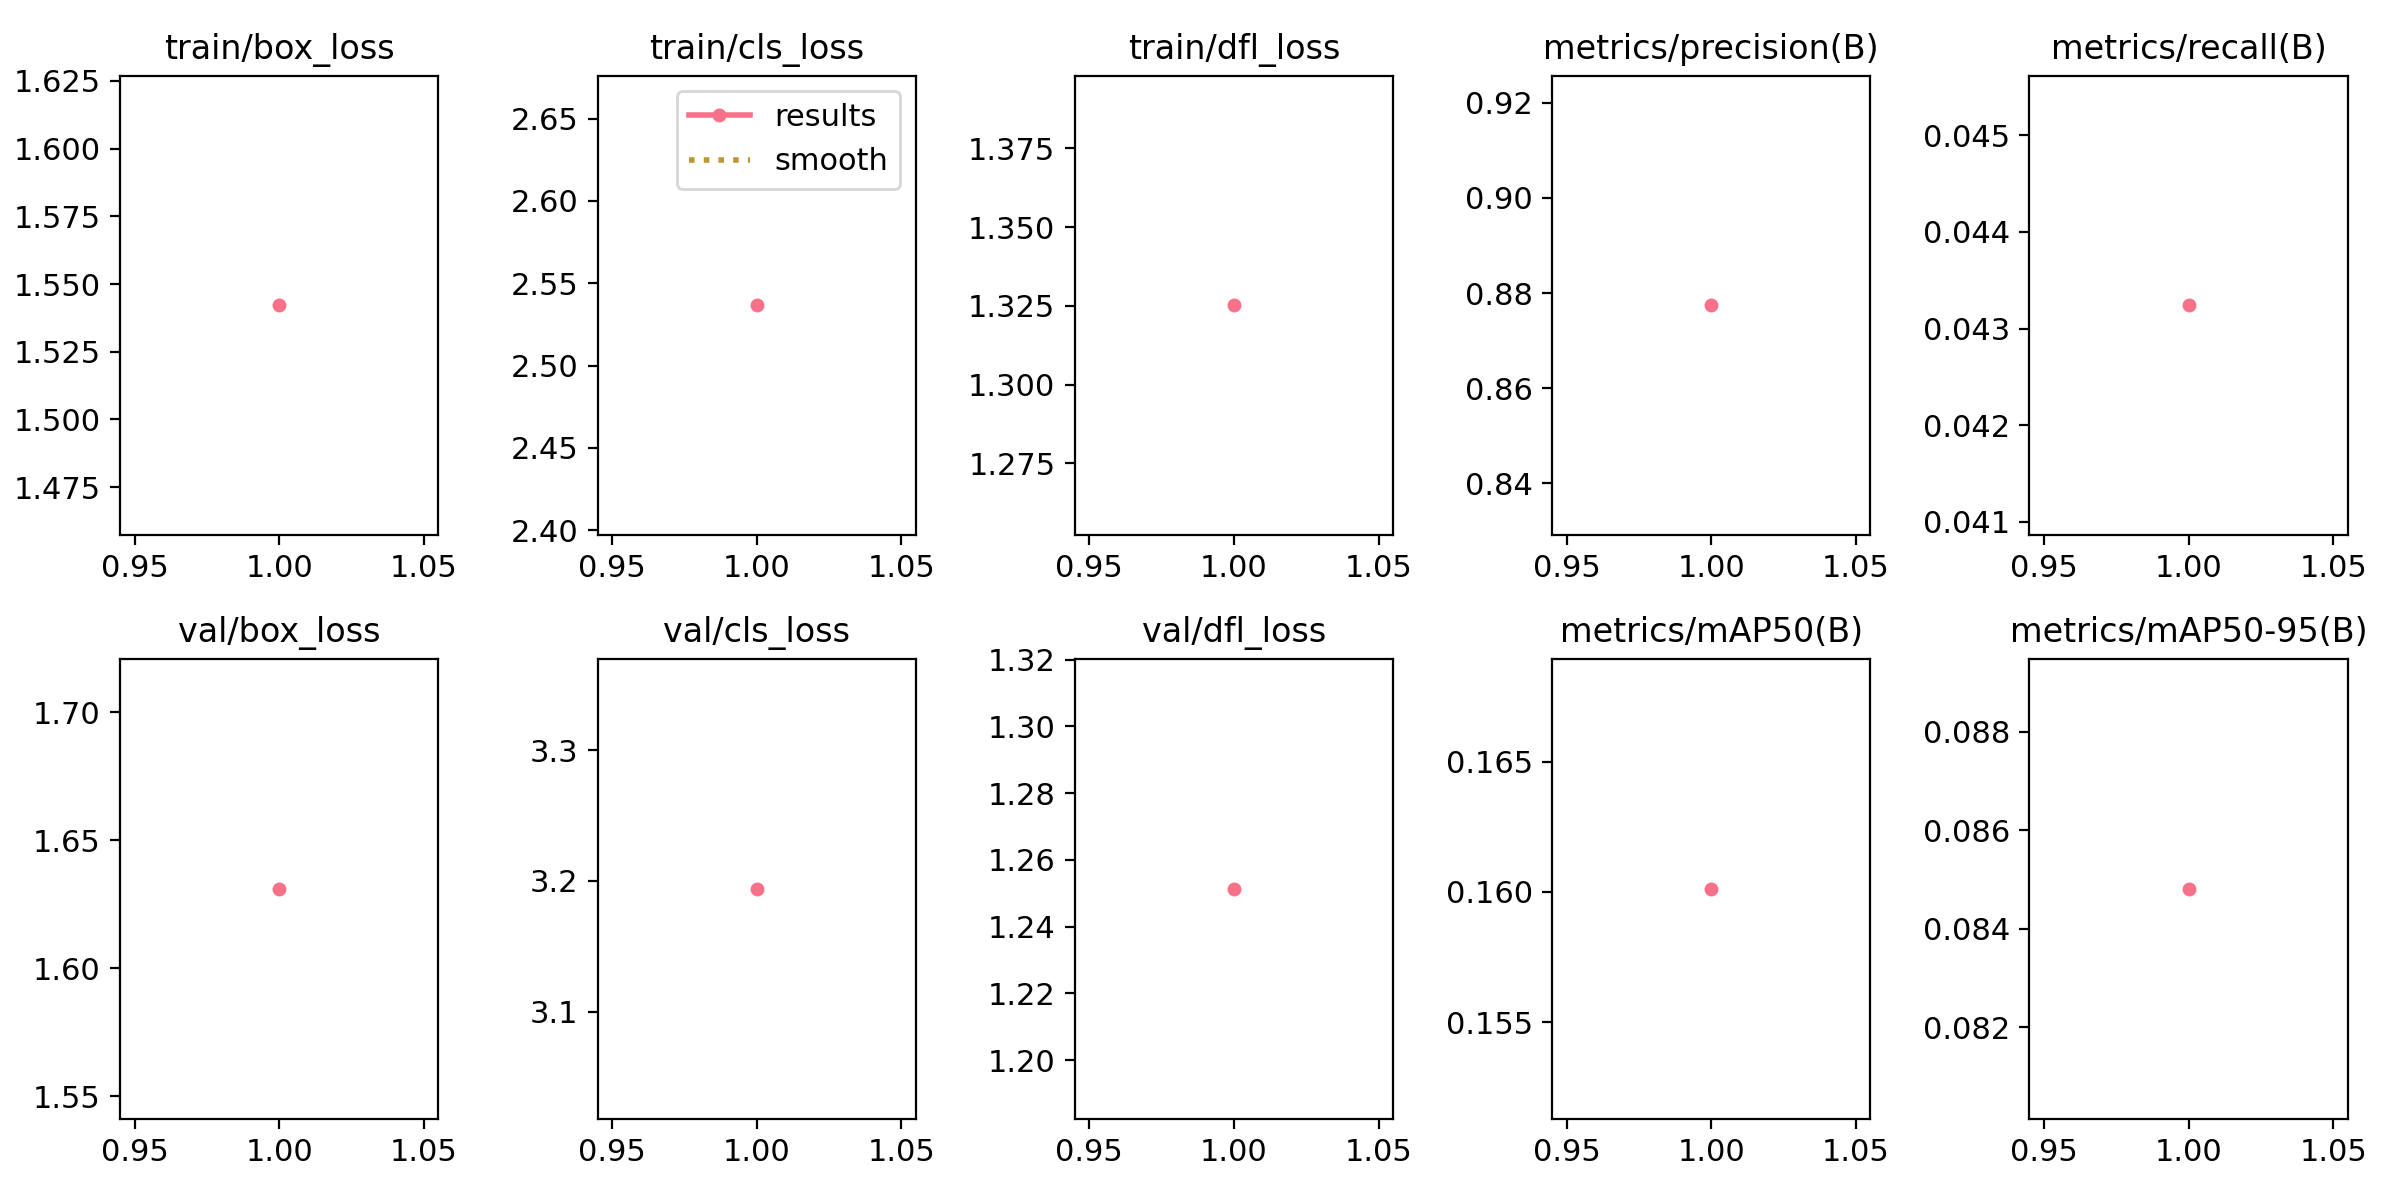 train/box_loss
1.625
1.600
1.575
1.550
1.525
1.500
1.475
0.95 1.00 1.05
train/cls_loss
results
smooth
2.65
2.60
2.55
2.50
2.45
2.40
0.95 1.00 1.05
train/dfl_loss
1.375
1.350
1.325
1.300
1.275
0.95 1.00 1.05
metrics/precision(B)
0.92
0.90
0.88
0.86
0.84
0.95 1.00 1.05
metrics/recall(B)
0.045
0.044
0.043
0.042
0.041
0.95 1.00 1.05
val/box_loss
1.70
1.65
1.60
1.55
0.95 1.00 1.05
val/cls_loss
3.3
3.2
3.1
0.95 1.00 1.05
val/dfl_loss
1.32
1.30
1.28
1.26
1.24
1.22
1.20
0.95 1.00 1.05
metrics/mAP50(B)
0.165
0.160
0.155
0.95 1.00 1.05
metrics/mAP50-95(B)
0.088
0.086
0.084
0.082
0.95 1.00 1.05